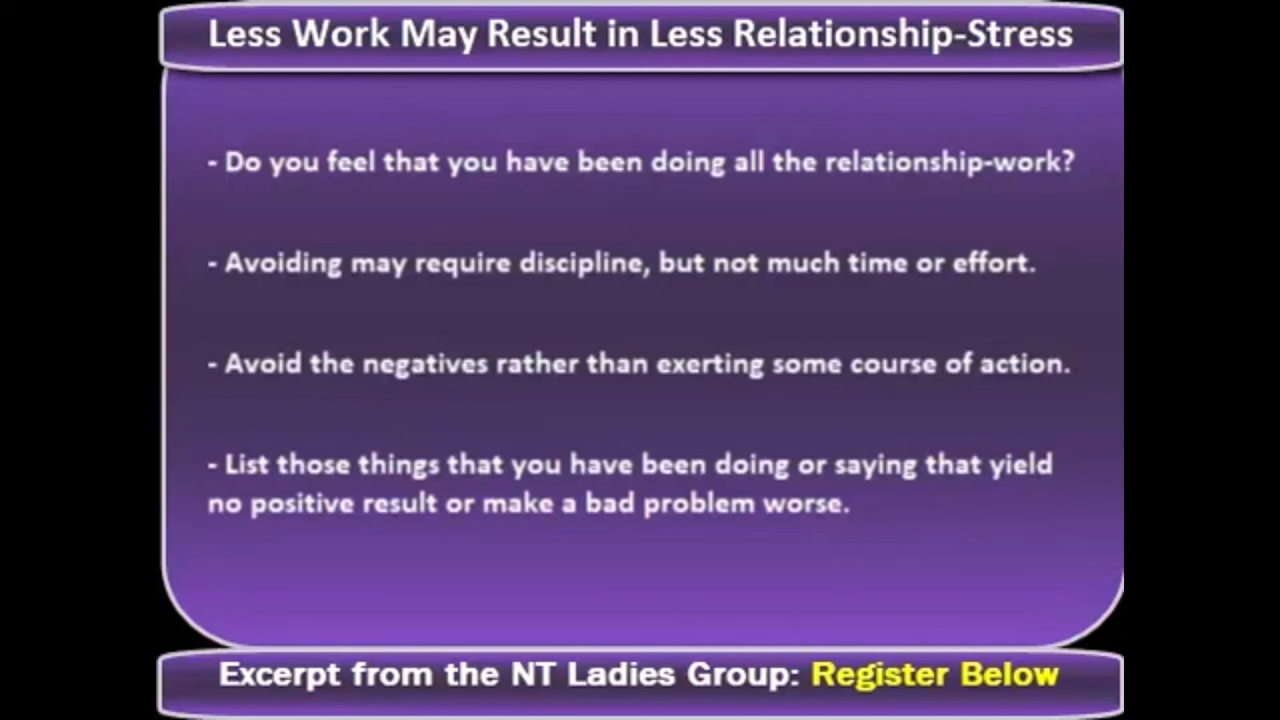 Less Work May Result in Less Relationship-Stress
- Do you feel that you have been doing all the relationship-work?
- Avoiding may require discipline, but not much time or effort.
- Avoid the negatives rather than exerting some course of action.
- List those things that you have been doing or saying that yield
no positive result or make a bad problem worse.
Excerpt from the NT Ladies Group: Register Below